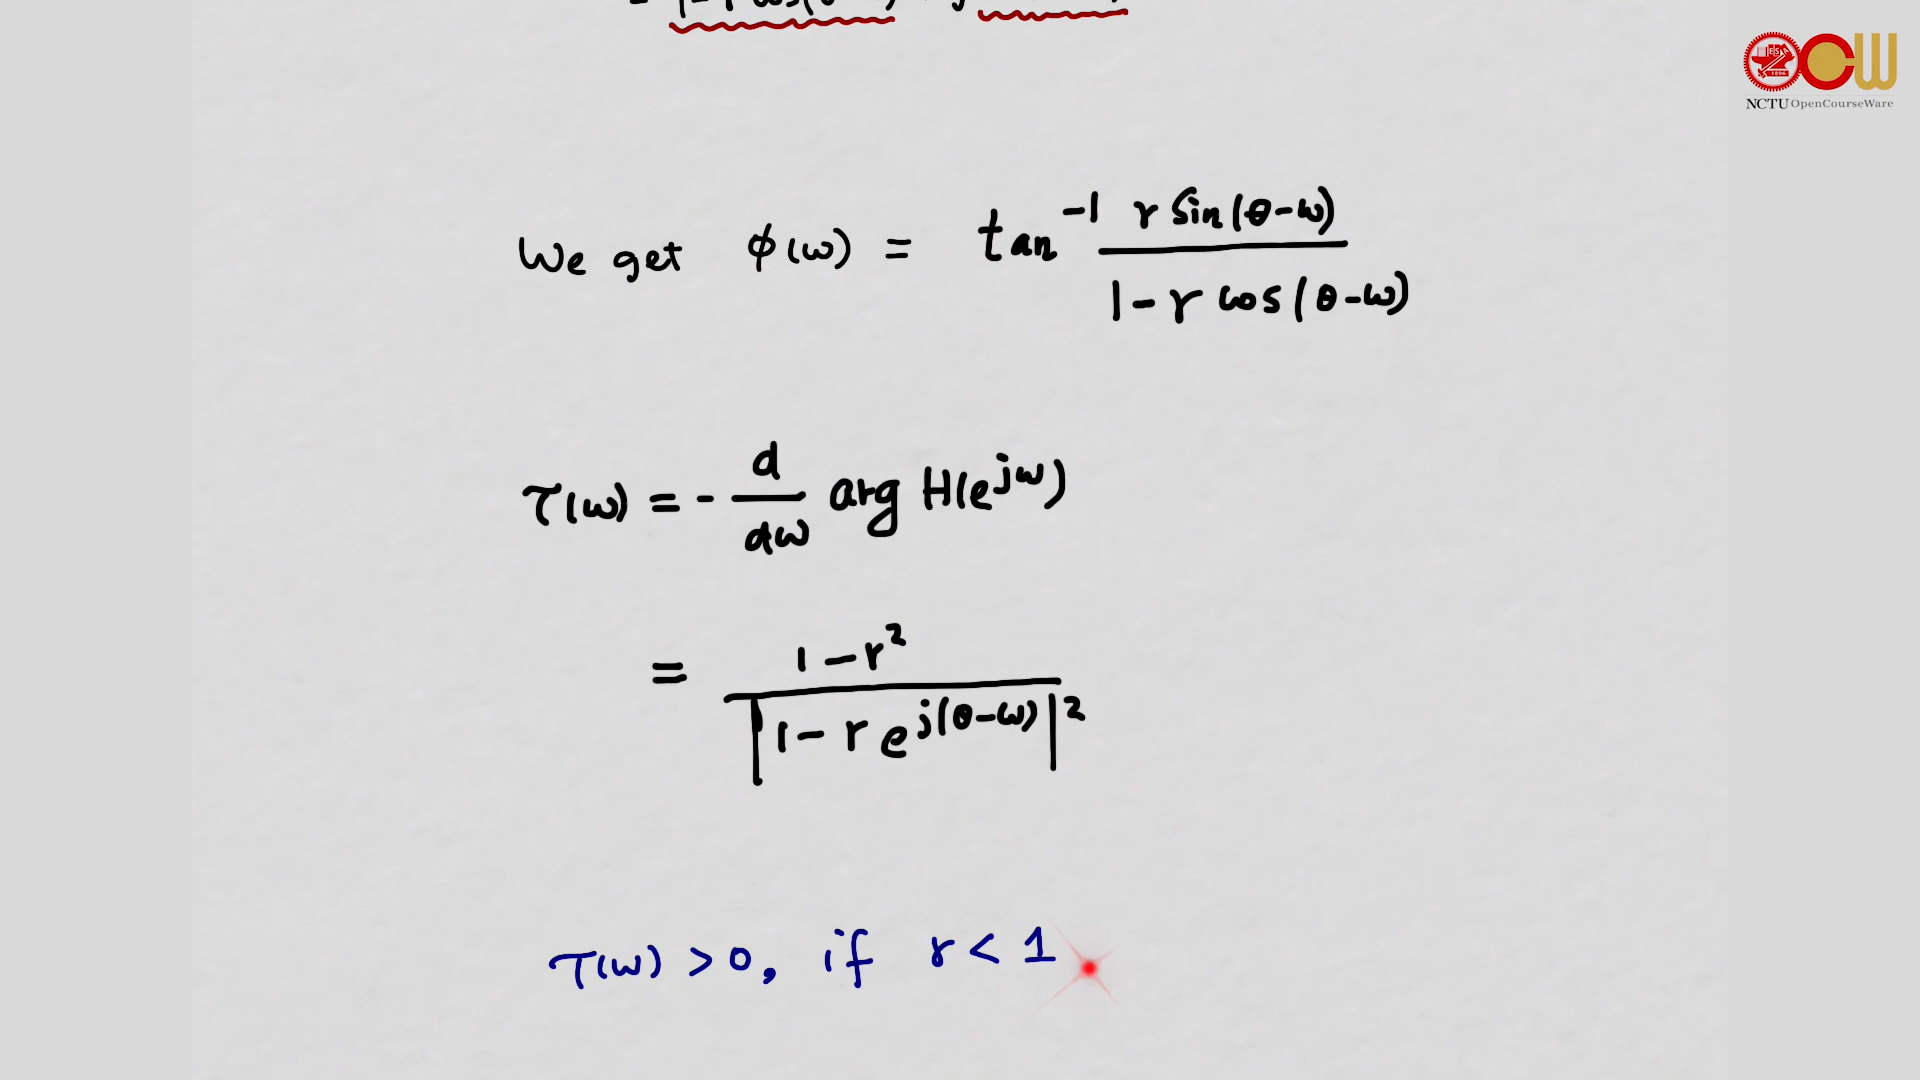 NCTU OpenCourseWare
We get ϕ(ω) = tan⁻¹ r sin(θ-ω) / 1-r cos(θ-ω)
τ(ω) = - d/dω arg H(e^jω)
= 1-r² / |1-r e^j(θ-ω)|²
τ(ω) > 0, if r < 1